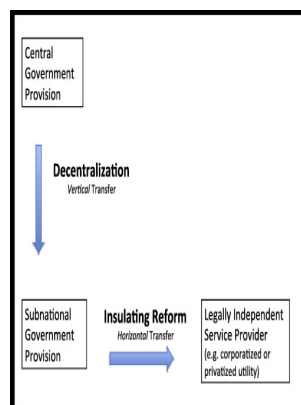 Central
Government
Provision
Decentralization
Vertical Transfer
Subnational
Government
Provision
Insulating Reform
Horizontal Transfer
Legally Independent
Service Provider
(e.g. corporatized or
privatized utility)